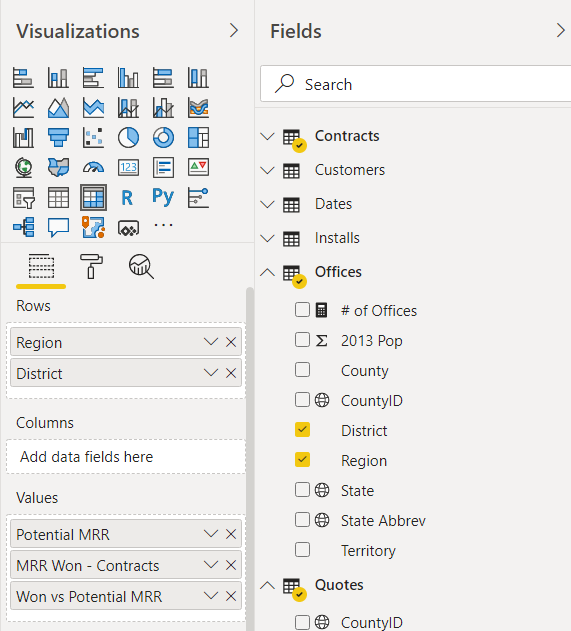 Visualizations
123
R
Py
...
Rows
Region
District
Columns
Add data fields here
Values
Potential MRR
MRR Won - Contracts
Won vs Potential MRR
Fields
Search
Contracts
Customers
Dates
Installs
Offices
# of Offices
Σ 2013 Pop
County
CountyID
District
Region
State
State Abbrev
Territory
Quotes
CountyID